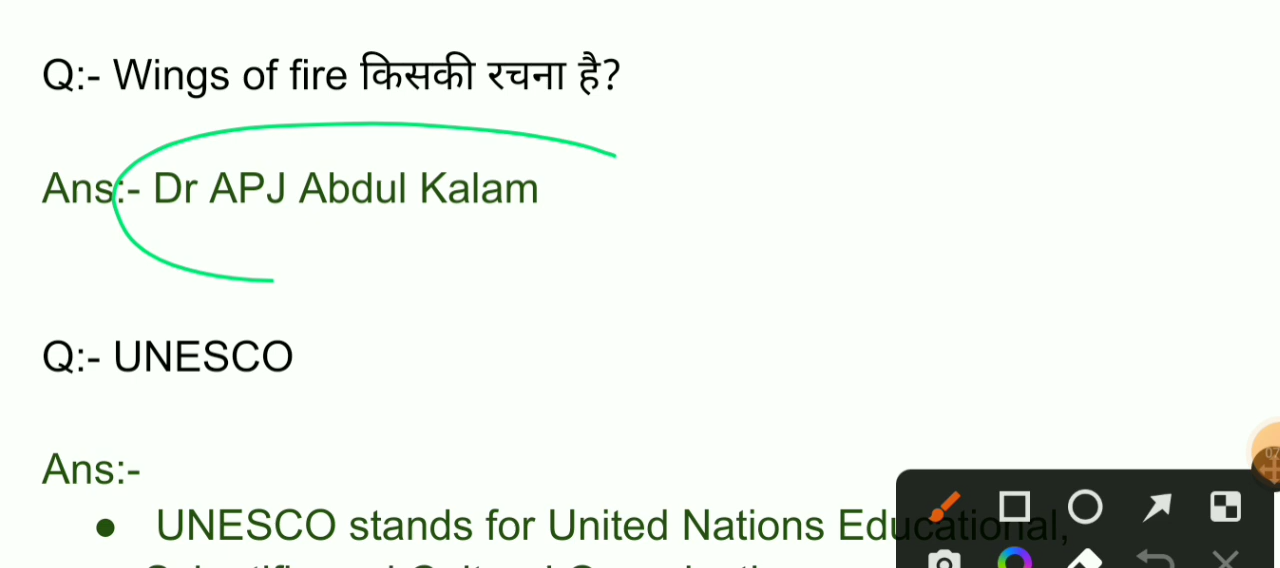 Q:- Wings of fire किसकी रचना है?
Ans:- Dr APJ Abdul Kalam
Q:- UNESCO
Ans:-
● UNESCO stands for United Nations Educational,